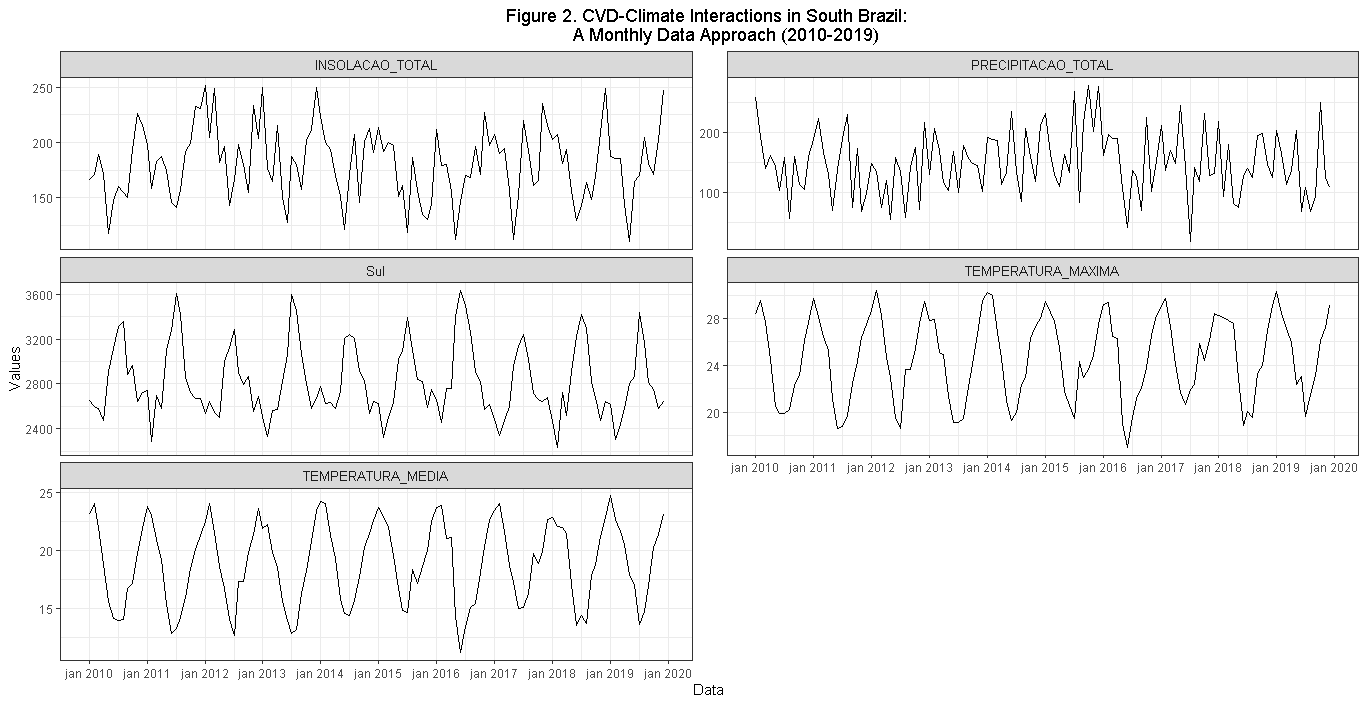 Figure 2. CVD-Climate Interactions in South Brazil:
A Monthly Data Approach (2010-2019)
INSOLACAO_TOTAL
250
200
150
PRECIPITACAO_TOTAL
200
100
Values
Sul
3600
3200
2800
2400
TEMPERATURA_MAXIMA
28
24
20
jan 2010 jan 2011 jan 2012 jan 2013 jan 2014 jan 2015 jan 2016 jan 2017 jan 2018 jan 2019 jan 2020
TEMPERATURA_MEDIA
25
20
15
jan 2010 jan 2011 jan 2012 jan 2013 jan 2014 jan 2015 jan 2016 jan 2017 jan 2018 jan 2019 jan 2020
Data